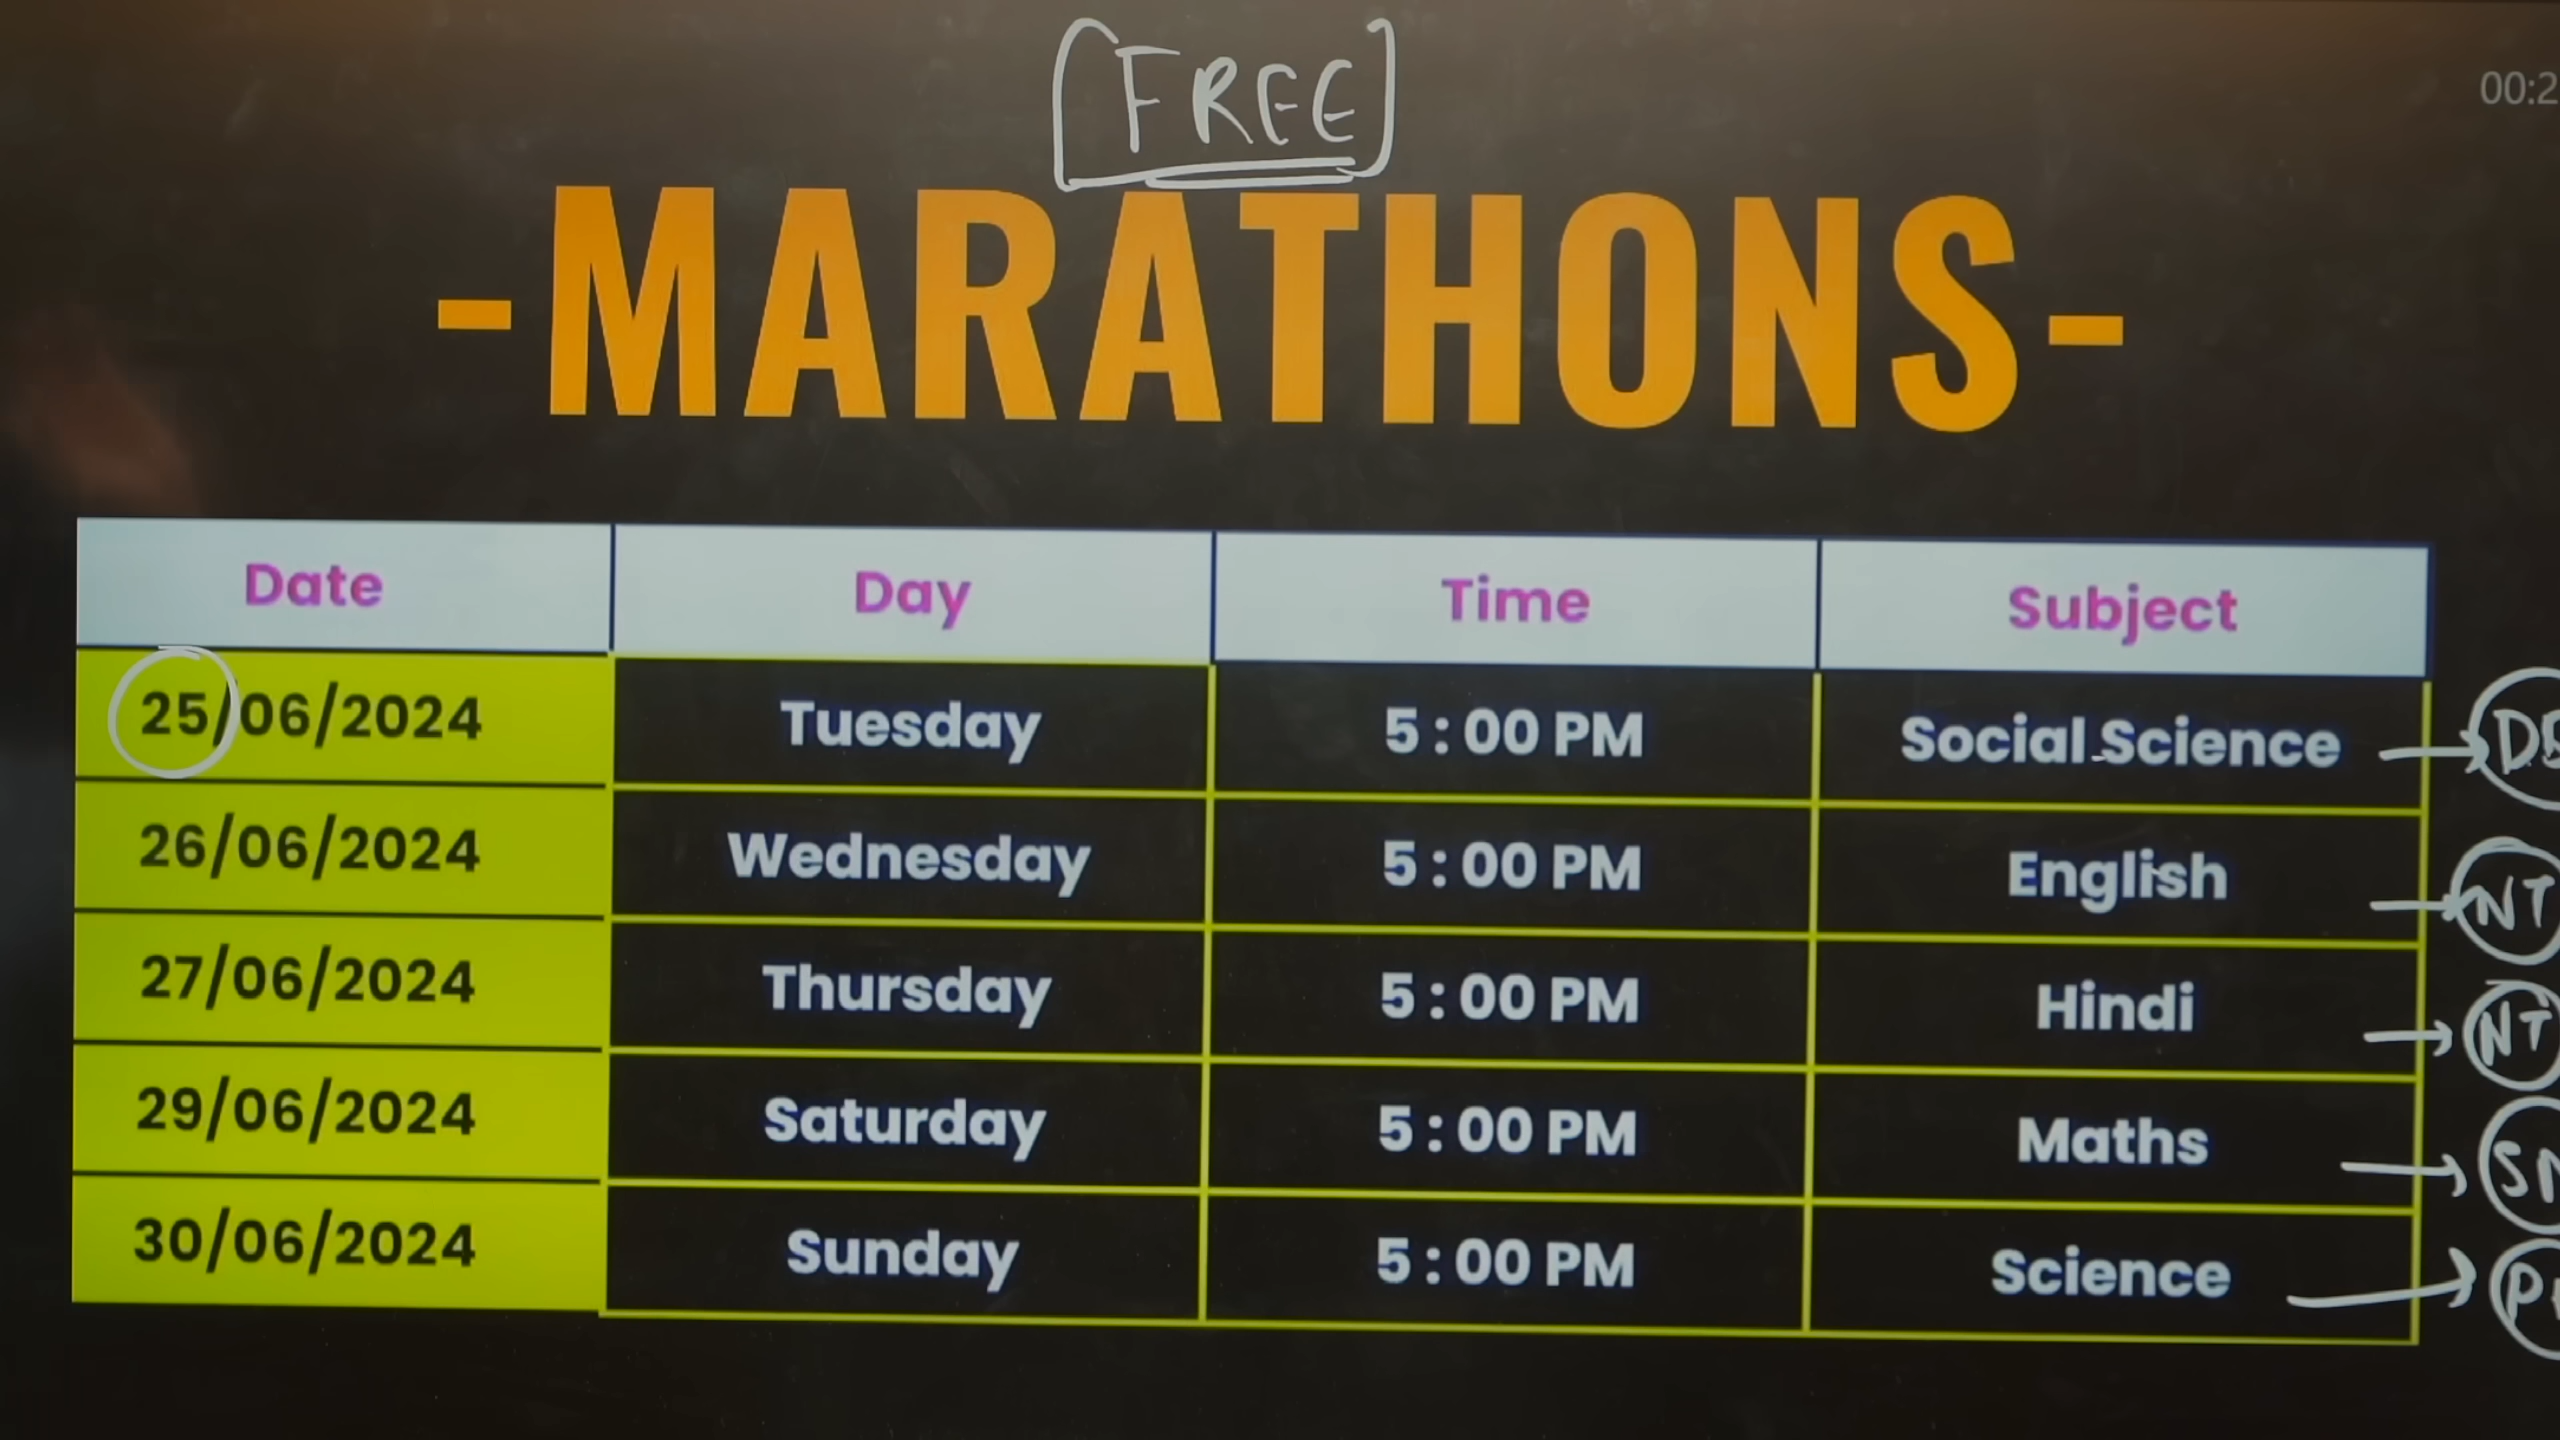 [FREE]
00:2
-MARATHONS-
Date Day Time Subject
25/06/2024 Tuesday 5 : 00 PM Social Science
26/06/2024 Wednesday 5 : 00 PM English → NT
27/06/2024 Thursday 5 : 00 PM Hindi → NT
29/06/2024 Saturday 5 : 00 PM Maths
30/06/2024 Sunday 5 : 00 PM Science